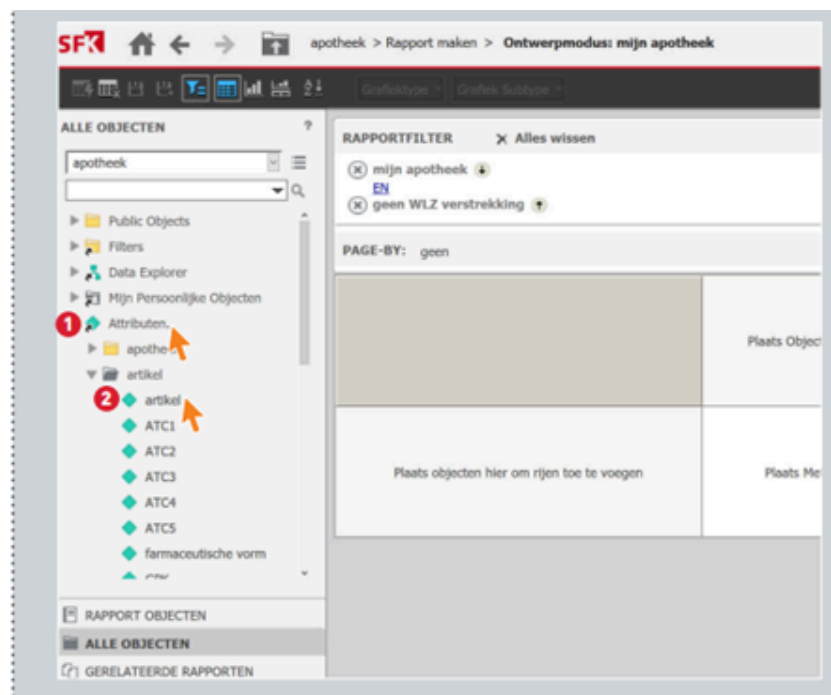 SFK
apotheek > Rapport maken > Ontwerpmodus: mijn apotheek
Grafiektype
Grafiek Subtype
ALLE OBJECTEN ?
apotheek
Public Objects
Filters
Data Explorer
Mijn Persoonlijke Objecten
1 Attributen
artikel
2 artikel
ATC1
ATC2
ATC3
ATC4
ATC5
farmaceutische vorm
RAPPORT OBJECTEN
ALLE OBJECTEN
GERELATEERDE RAPPORTEN
RAPPORTFILTER Alles wissen
mijn apotheek
EN
geen WLZ verstrekking
PAGE-BY: geen
Plaats Objec
Plaats objecten hier om rijen toe te voegen
Plaats Me